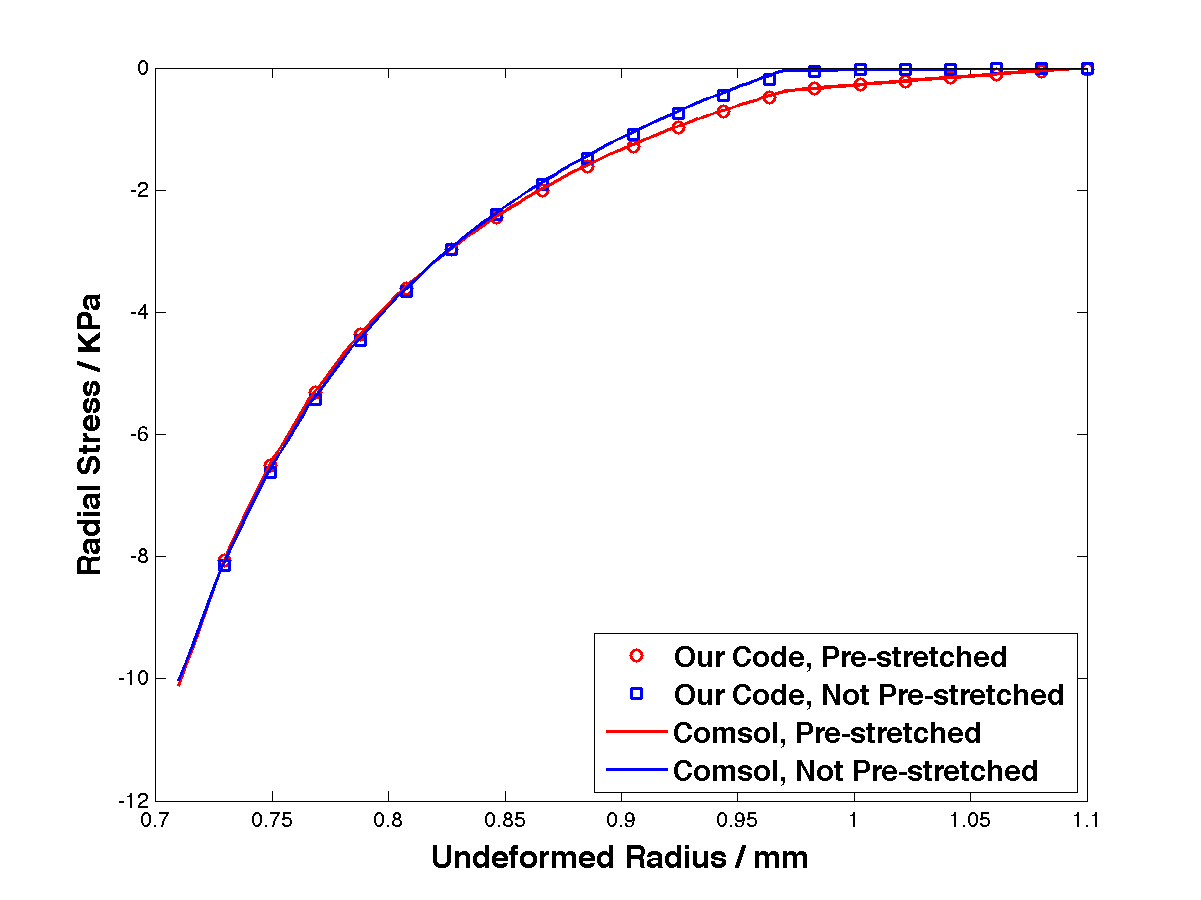 0
-2
-4
-6
-8
-10
-12
Radial Stress / KPa
Our Code, Pre-stretched
Our Code, Not Pre-stretched
Comsol, Pre-stretched
Comsol, Not Pre-stretched
0.7 0.75 0.8 0.85 0.9 0.95 1 1.05 1.1
Undeformed Radius / mm